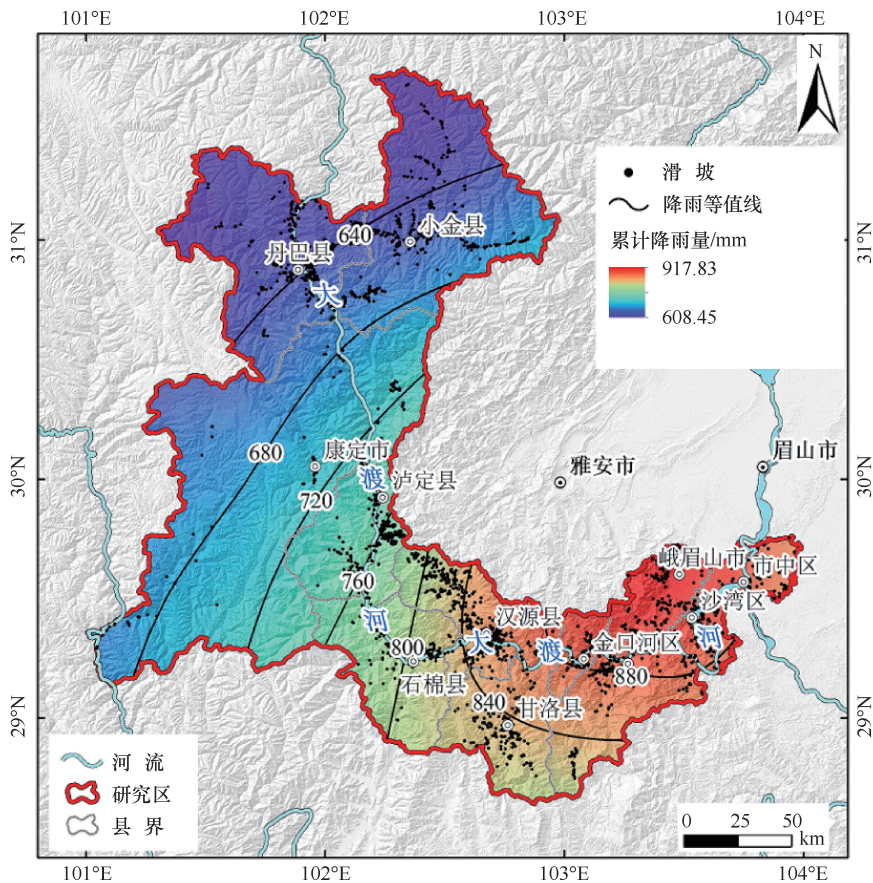 101°E
102°E
103°E
104°E
N
滑 坡
降雨等值线
累计降雨量/mm
917.83
608.45
31°N
31°N
640
小金县
丹巴县
大
680
康定市
720
渡
泸定县
雅安市
眉山市
30°N
30°N
760
河
800
石棉县
汉源县
大
渡
金口河区
峨眉山市
市中区
沙湾区
河
880
840
甘洛县
29°N
29°N
河 流
研究区
县 界
0
25
50
km
101°E
102°E
103°E
104°E